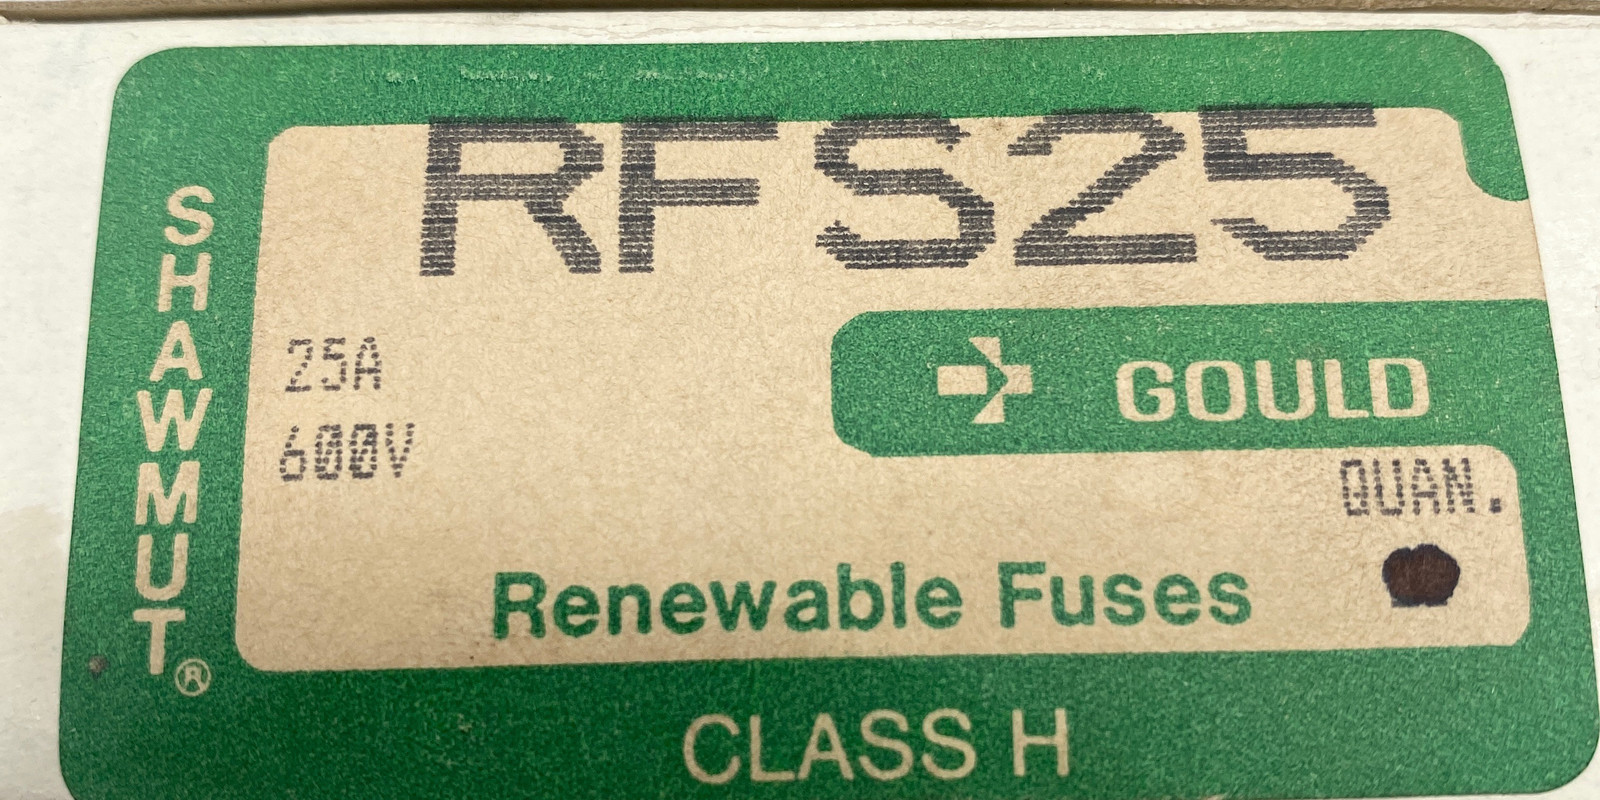 RFS25
SHAWMUT®
25A
600V
GOULD
QUAN.
Renewable Fuses
CLASS H